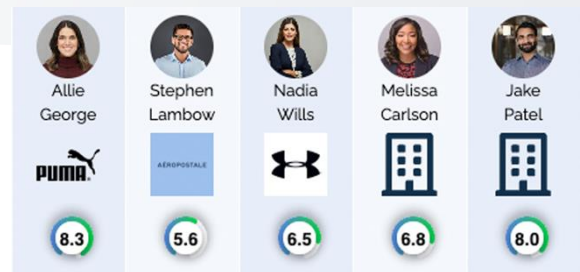 Allie
George
Stephen
Lambow
Nadia
Wills
Melissa
Carlson
Jake
Patel
PUMA
AÉROPOSTALE
8.3
5.6
6.5
6.8
8.0